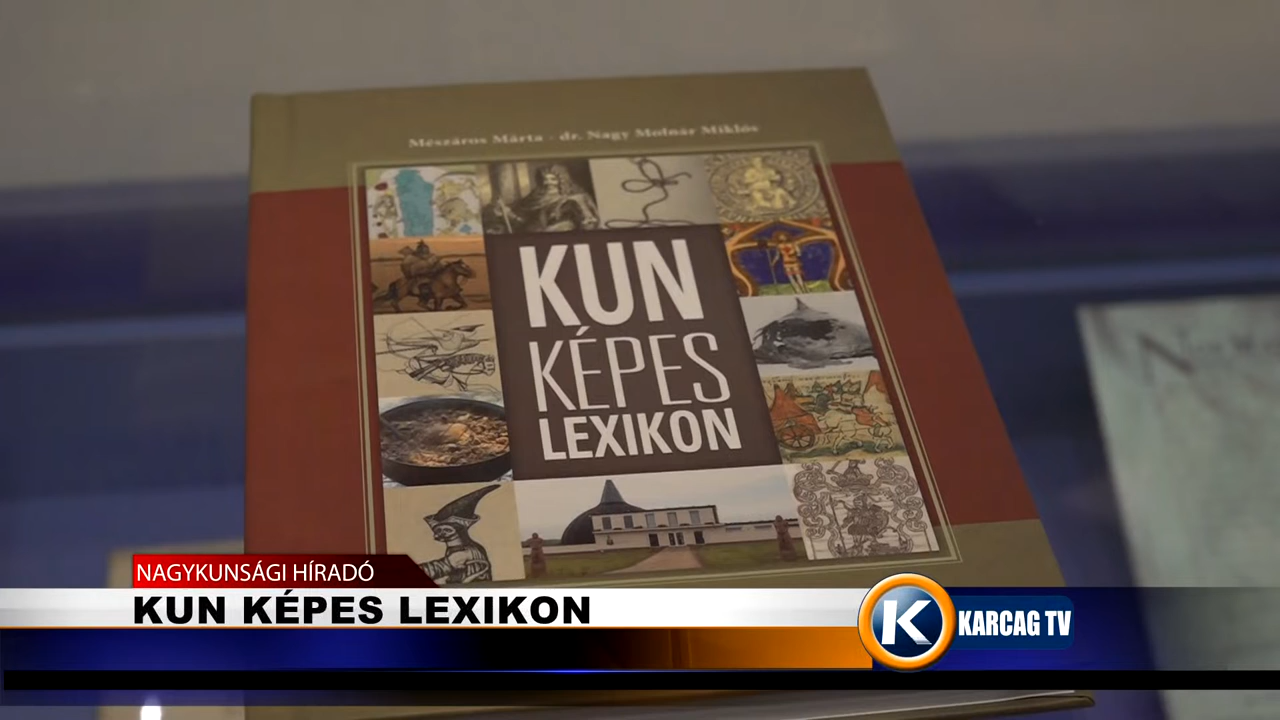 Mészáros Márta - dr. Nagy Molnár Miklós
KUN
KÉPES
LEXIKON
NAGYKUNSÁGI HÍRADÓ
KUN KÉPES LEXIKON
K
KARCAG TV